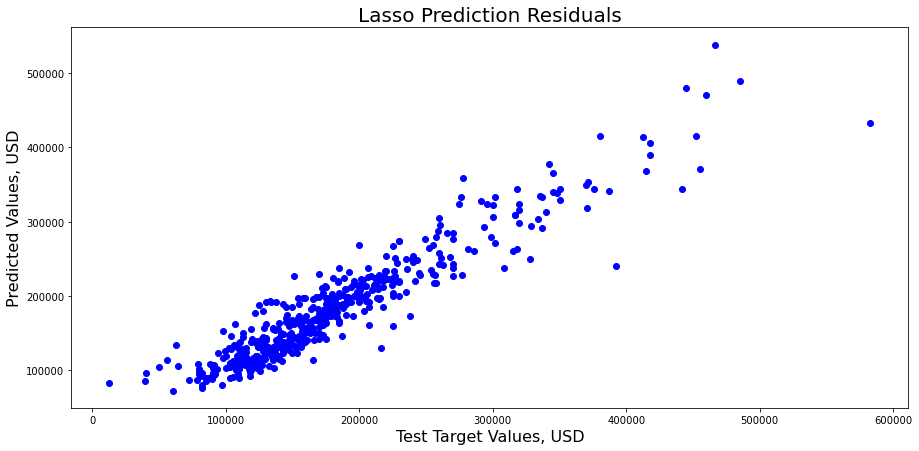 Lasso Prediction Residuals
Predicted Values, USD
500000
400000
300000
200000
100000
0 100000 200000 300000 400000 500000 600000
Test Target Values, USD